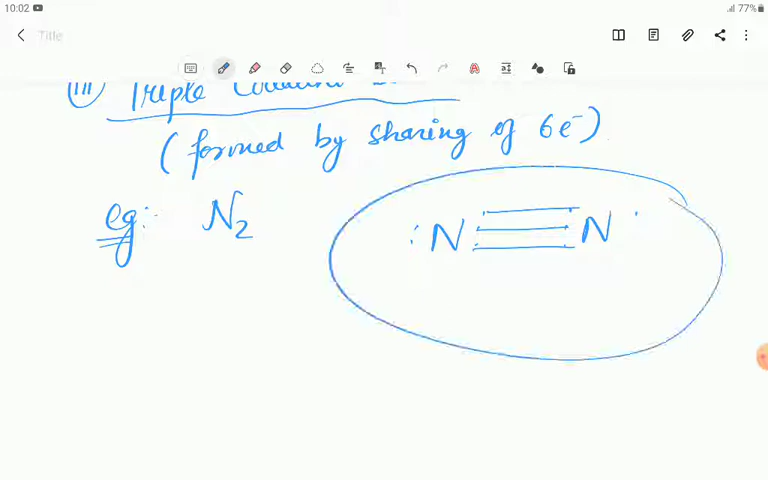 10:02
77%
Title
(iii) Triple
(formed by sharing of 6e⁻)
eg:- N₂ :N≡N